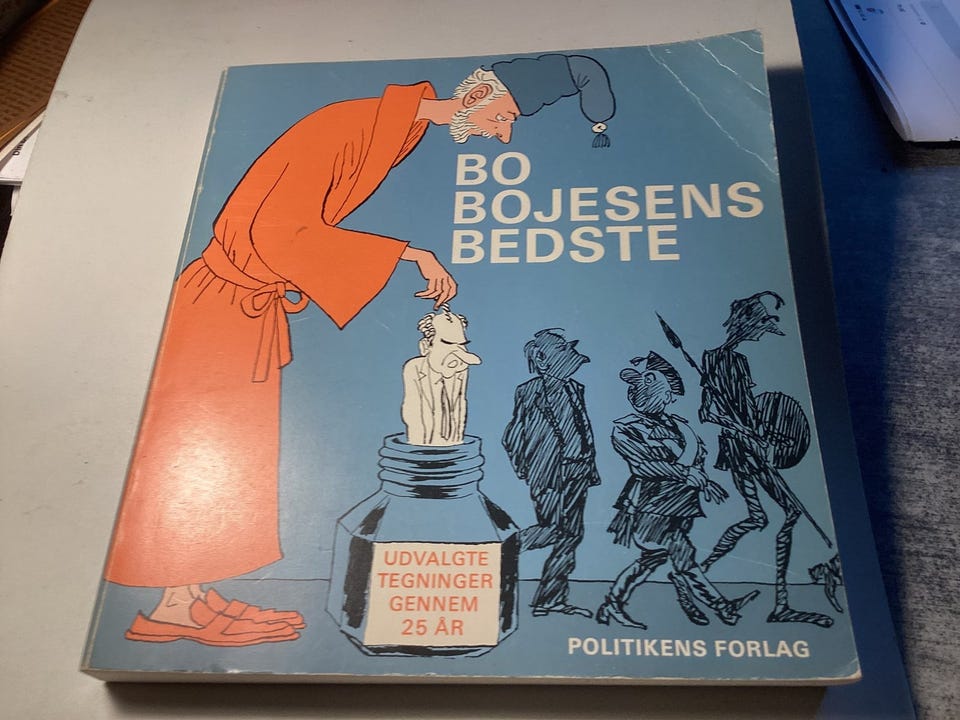 BO
BOJESENS
BEDSTE
UDVALGTE
TEGNINGER
GENNEM
25 ÅR
POLITIKENS FORLAG